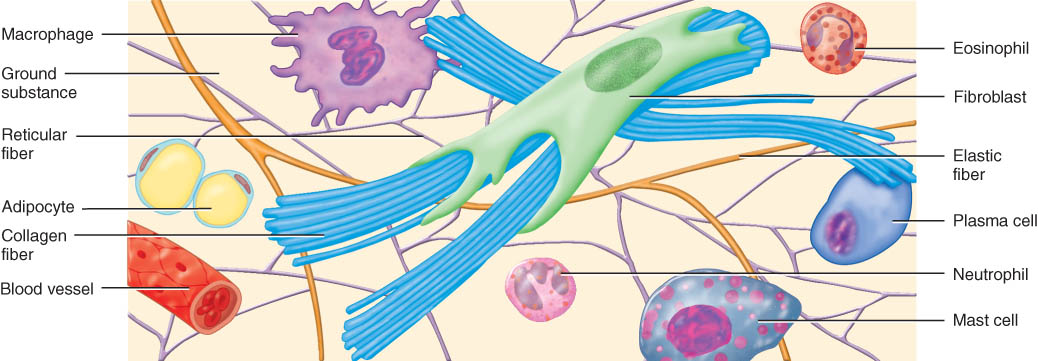 Macrophage
Ground
substance
Reticular
fiber
Adipocyte
Collagen
fiber
Blood vessel
Eosinophil
Fibroblast
Elastic
fiber
Plasma cell
Neutrophil
Mast cell